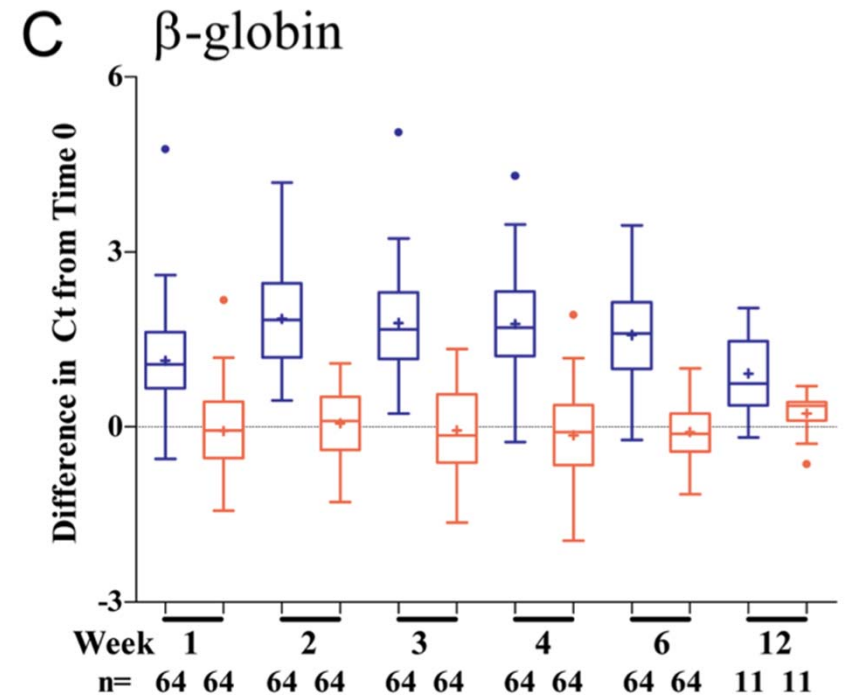 C β-globin
6
3
0
-3
Difference in Ct from Time 0
Week 1 2 3 4 6 12
n= 64 64 64 64 64 64 64 64 64 64 11 11